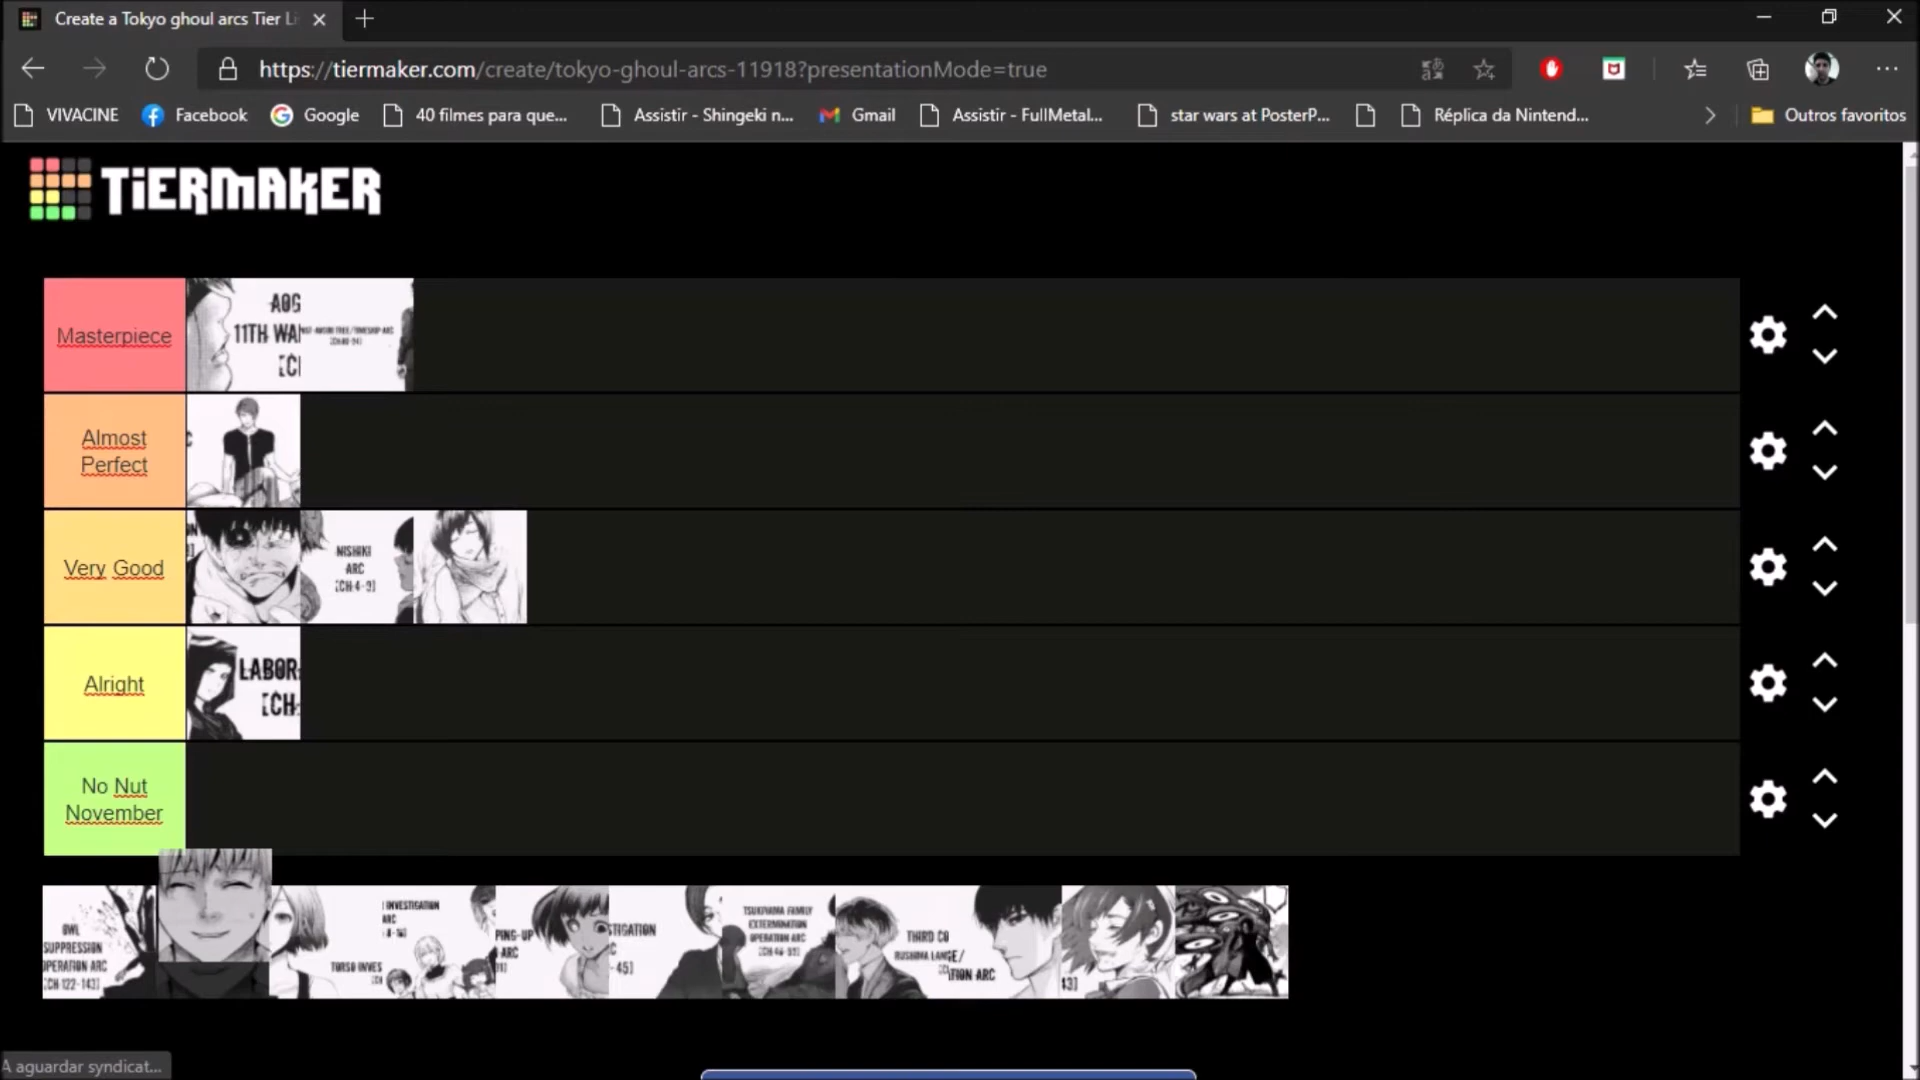 Create a Tokyo ghoul arcs Tier Li
https://tiermaker.com/create/tokyo-ghoul-arcs-11918?presentationMode=true
VIVACINE
Facebook
Google
40 filmes para que...
Assistir - Shingeki n...
Gmail
Assistir - FullMetal...
star wars at PosterP...
Réplica da Nintend...
Outros favoritos
TiERMAKER
Masterpiece
AOG
11TH WA
[C
Almost
Perfect
Very Good
NISHIKI
ARC
[CH 4-9]
Alright
LABOR
[CH
No Nut
November
OWL
SUPPRESSION
OPERATION ARC
[CH 122-143]
INVESTIGATION
ARC
TORSO INVES
PING-UP
ARC
STIGATION
-45]
TSUKIYAMA FAMILY
EXTERMINATION
OPERATION ARC
THIRD CO
RUSHIMA
TION ARC
A aguardar syndicat...